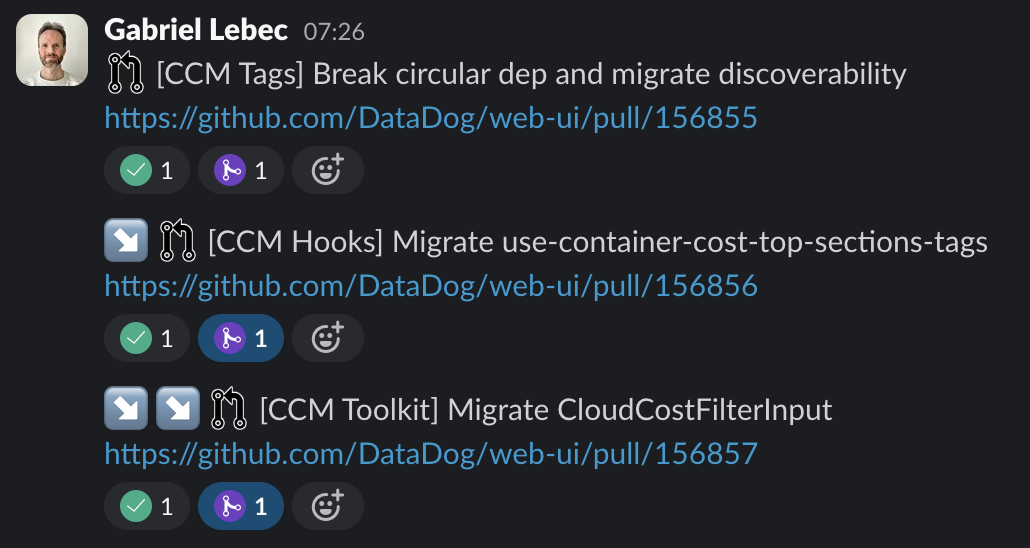 Gabriel Lebec 07:26
[CCM Tags] Break circular dep and migrate discoverability
https://github.com/DataDog/web-ui/pull/156855
1 1
[CCM Hooks] Migrate use-container-cost-top-sections-tags
https://github.com/DataDog/web-ui/pull/156856
1 1
[CCM Toolkit] Migrate CloudCostFilterInput
https://github.com/DataDog/web-ui/pull/156857
1 1